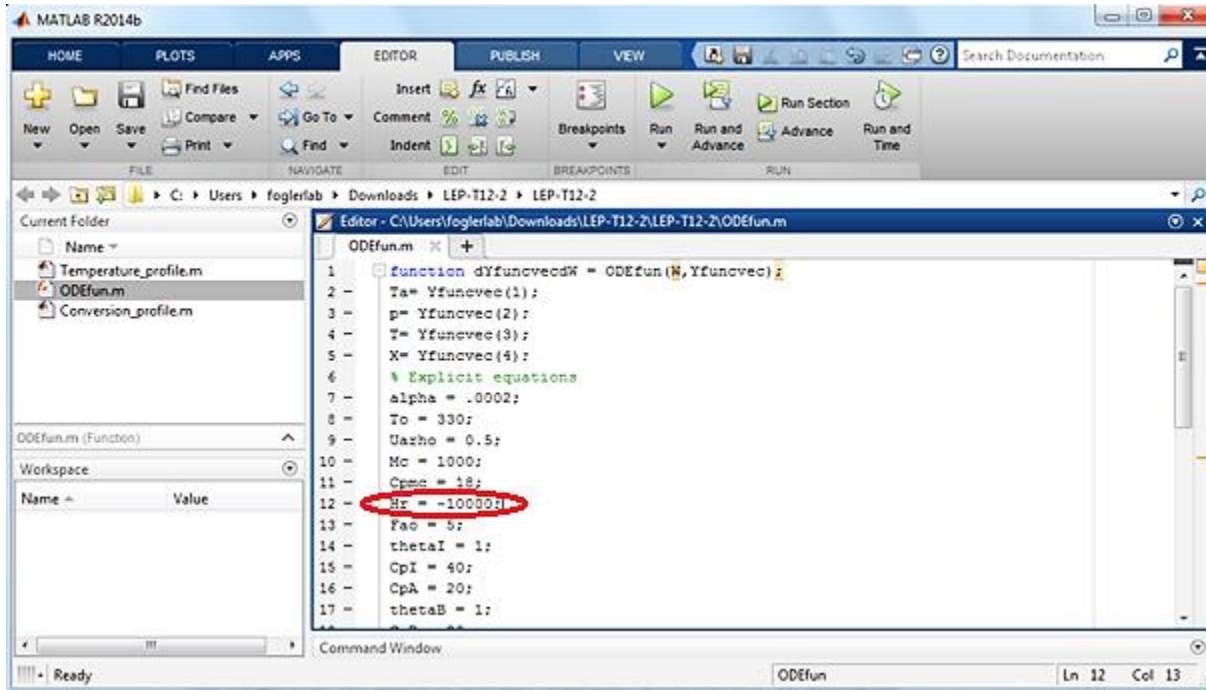 MATLAB R2014b
HOME PLOTS APPS EDITOR PUBLISH VIEW Search Documentation
Find Files Insert fx
New Open Save Compare Go To Comment % Breakpoints Run Run and Advance Run Section Advance Run and Time
Print Find Indent
FILE NAVIGATE EDIT BREAKPOINTS RUN
C: Users foglerlab Downloads LEP-T12-2 LEP-T12-2
Current Folder
Name
Temperature_profile.m
ODEfun.m
Conversion_profile.m
ODEfun.m (Function)
Workspace
Name Value
Editor - C:\Users\foglerlab\Downloads\LEP-T12-2\LEP-T12-2\ODEfun.m
ODEfun.m
1 function dYfuncvecdW = ODEfun(W,Yfuncvec);
2 - Ta= Yfuncvec(1);
3 - p= Yfuncvec(2);
4 - T= Yfuncvec(3);
5 - X= Yfuncvec(4);
6 % Explicit equations
7 - alpha = .0002;
8 - To = 330;
9 - Uarho = 0.5;
10 - Mc = 1000;
11 - Cpmc = 18;
12 - Hr = -10000;
13 - Fao = 5;
14 - thetaI = 1;
15 - CpI = 40;
16 - CpA = 20;
17 - thetaB = 1;
Command Window
Ready ODEfun Ln 12 Col 13